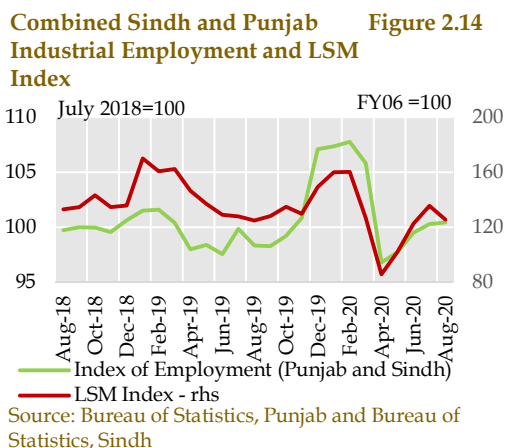 Combined Sindh and Punjab Figure 2.14
Industrial Employment and LSM
Index
July 2018=100 FY06 =100
110 200
105 160
100 120
95 80
Aug-18 Oct-18 Dec-18 Feb-19 Apr-19 Jun-19 Aug-19 Oct-19 Dec-19 Feb-20 Apr-20 Jun-20 Aug-20
Index of Employment (Punjab and Sindh)
LSM Index - rhs
Source: Bureau of Statistics, Punjab and Bureau of
Statistics, Sindh